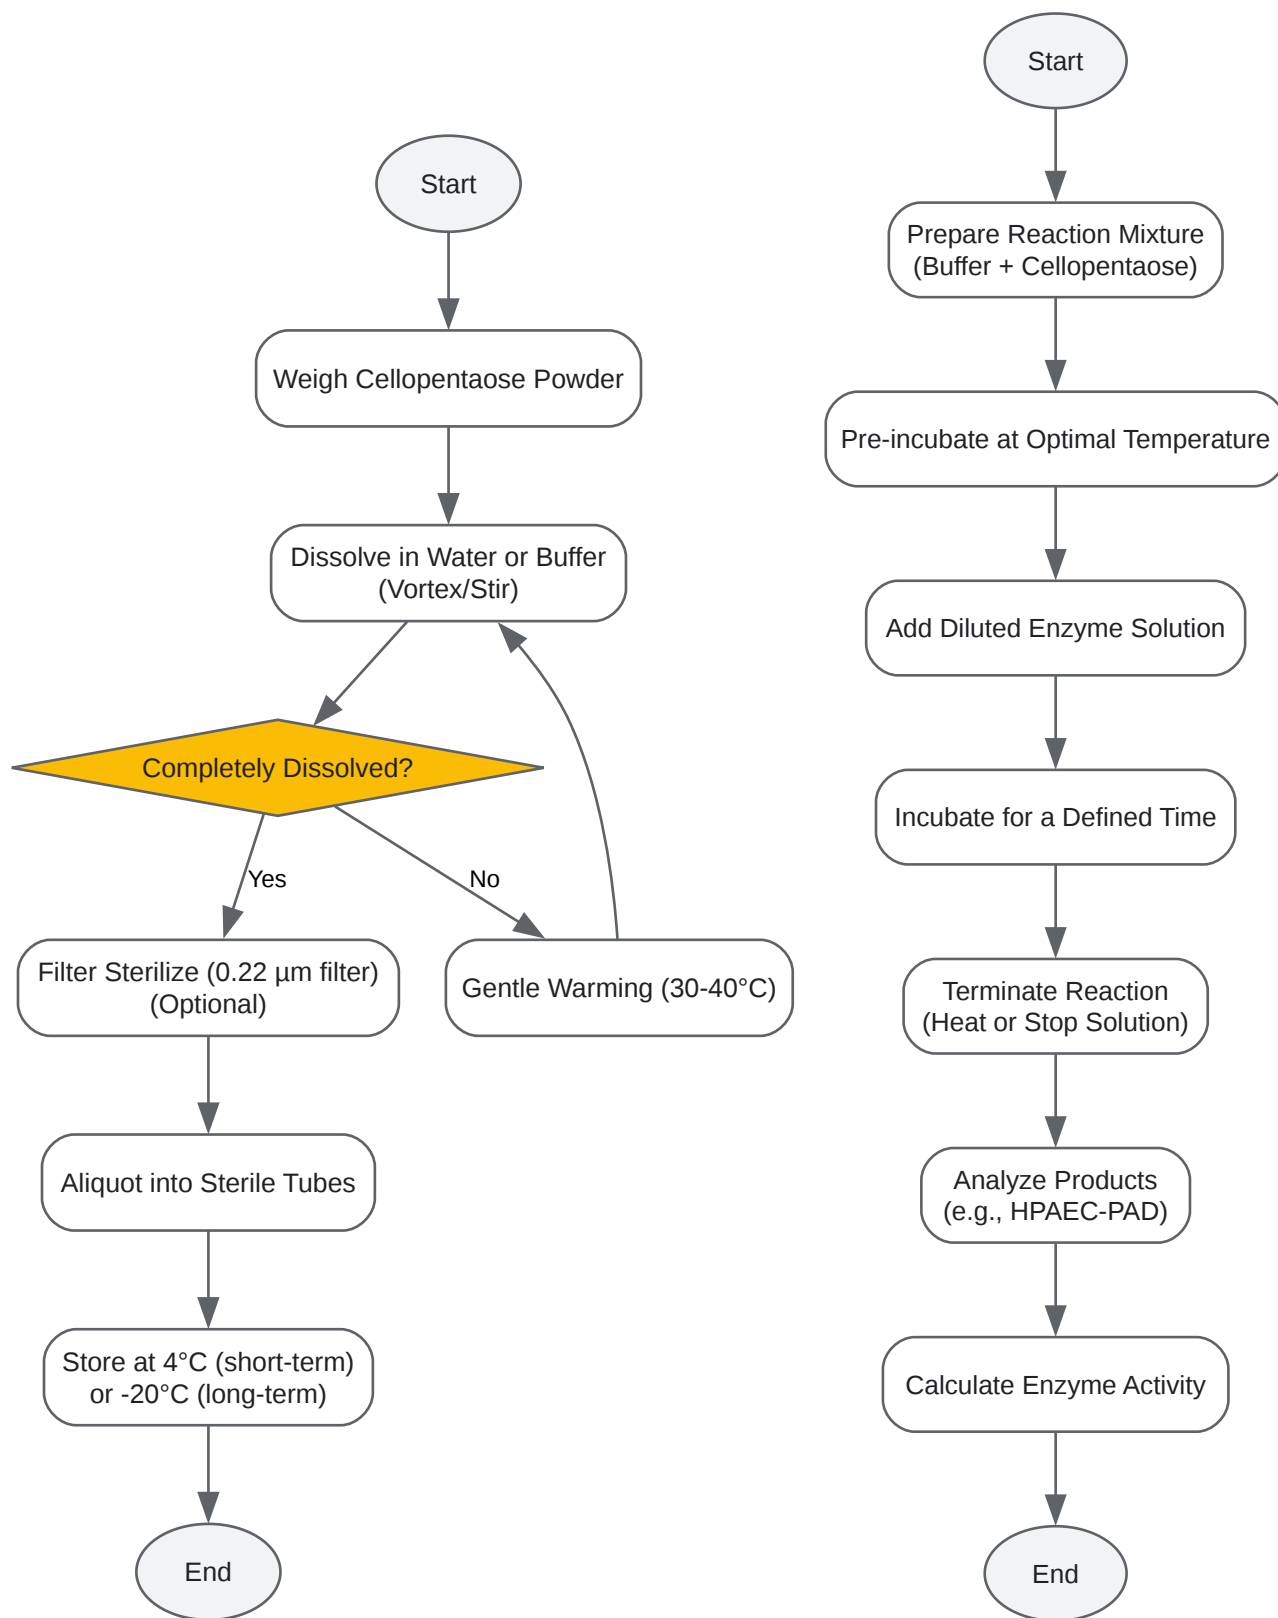 Start
Weigh Cellopentaose Powder
Dissolve in Water or Buffer
(Vortex/Stir)
Completely Dissolved?
Yes
No
Filter Sterilize (0.22 µm filter)
(Optional)
Gentle Warming (30-40°C)
Aliquot into Sterile Tubes
Store at 4°C (short-term)
or -20°C (long-term)
End
Start
Prepare Reaction Mixture
(Buffer + Cellopentaose)
Pre-incubate at Optimal Temperature
Add Diluted Enzyme Solution
Incubate for a Defined Time
Terminate Reaction
(Heat or Stop Solution)
Analyze Products
(e.g., HPAEC-PAD)
Calculate Enzyme Activity
End